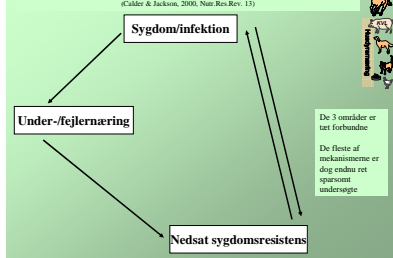 (Calder & Jackson, 2000, Nutr.Res.Rev. 13)
KVL
Husdyrernæring
Sygdom/infektion
Under-/fejlernæring
De 3 områder er
tæt forbundne
De fleste af
mekanismerne er
dog endnu ret
sparsomt
undersøgte
Nedsat sygdomsresistens